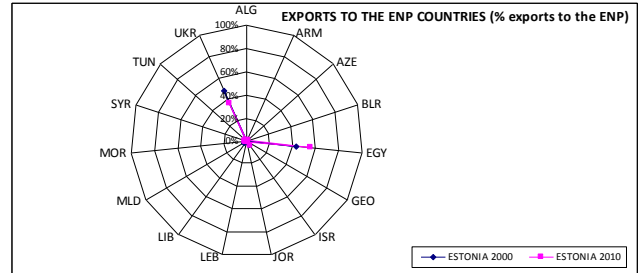 EXPORTS TO THE ENP COUNTRIES (% exports to the ENP)
ALG
ARM
AZE
BLR
EGY
GEO
ISR
JOR
LEB
LIB
MLD
MOR
SYR
TUN
UKR
100%
80%
60%
40%
20%
0%
ESTONIA 2000
ESTONIA 2010